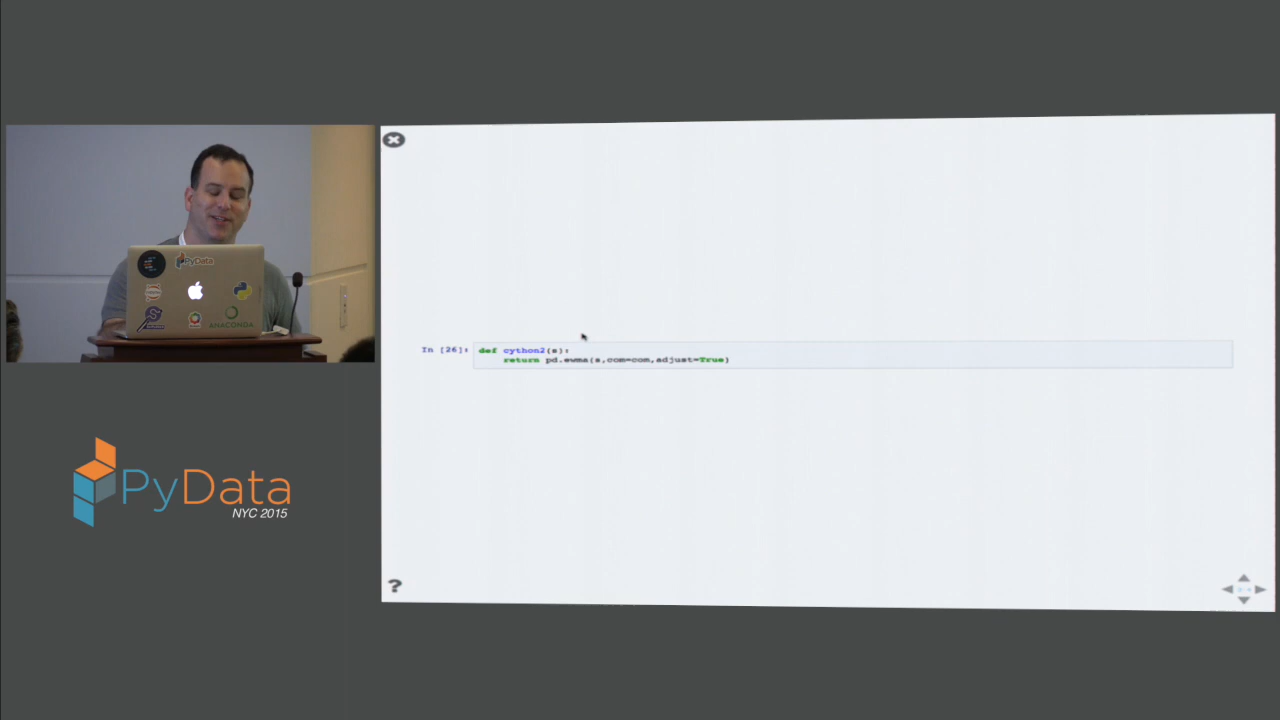 PyData
ANACONDA
PyData
NYC 2015
In [26]: def cython2(s):
return pd.ewma(s,com=com,adjust=True)
?